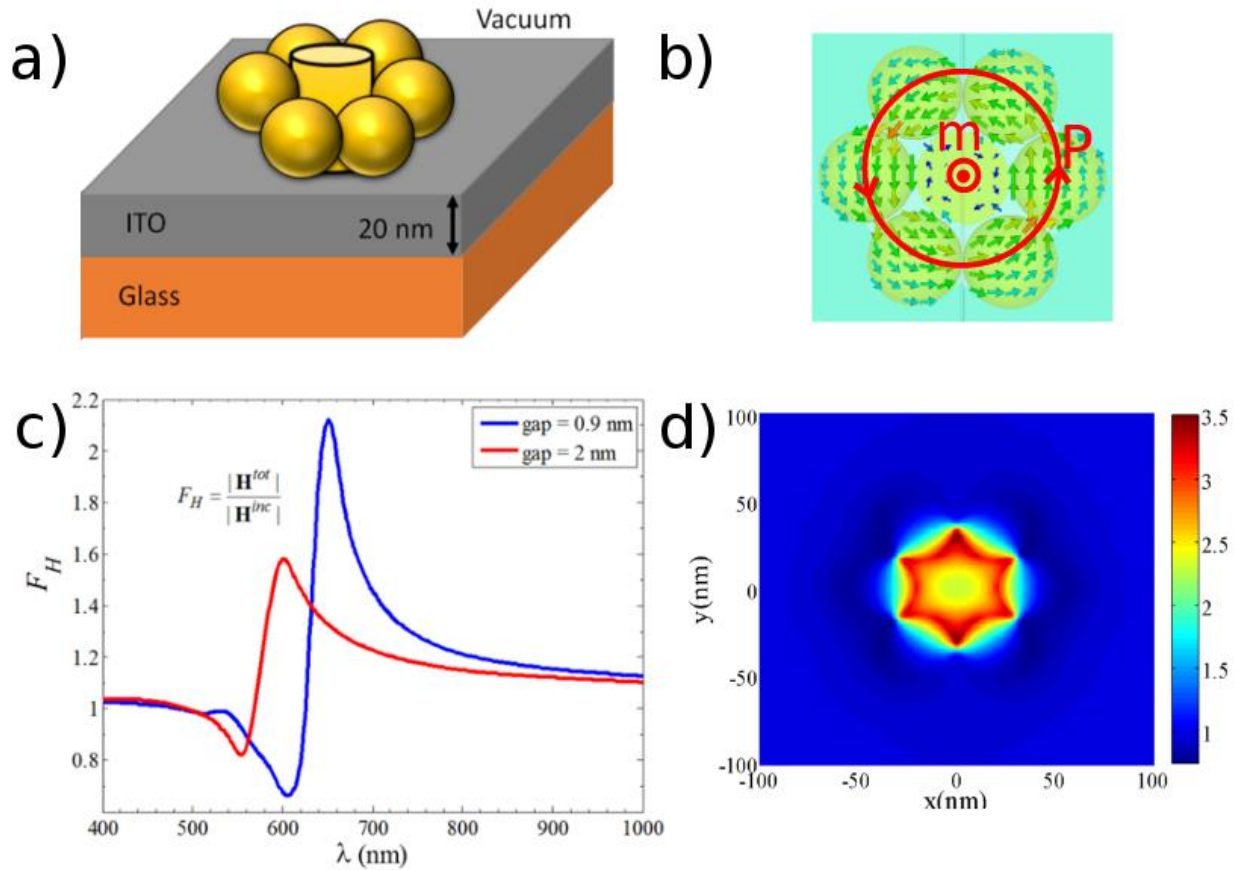 a)
Vacuum
ITO
20 nm
Glass
b)
m
P
c)
2.2
2
1.8
1.6
1.4
1.2
1
0.8
F_H
gap = 0.9 nm
gap = 2 nm
F_H = |H^tot| / |H^inc|
400 500 600 700 800 900 1000
λ (nm)
d)
100
50
0
-50
-100
y(nm)
-100 -50 0 50 100
x(nm)
3.5
3
2.5
2
1.5
1